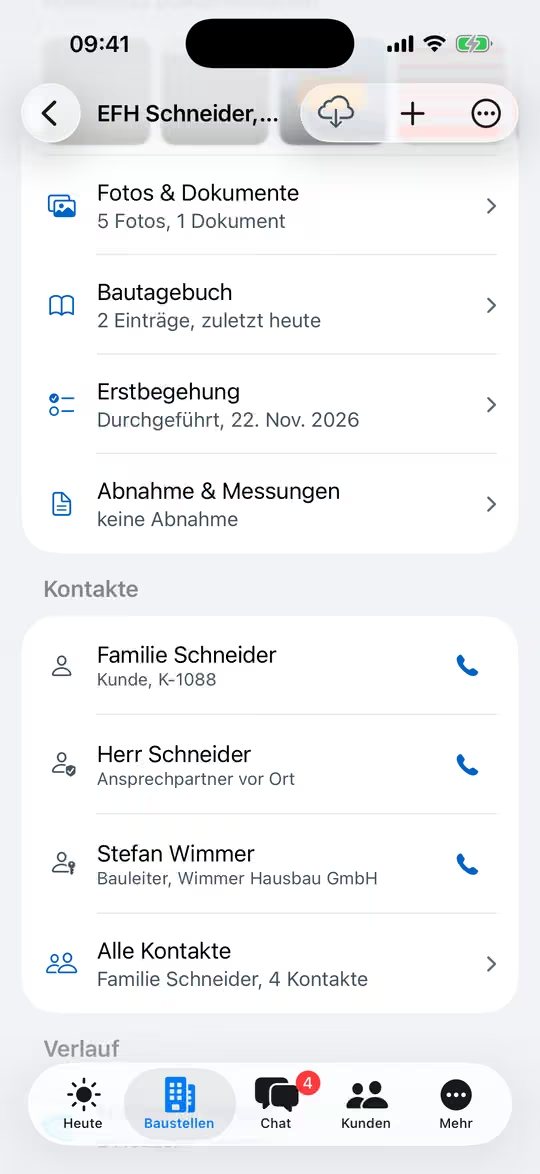 09:41
EFH Schneider,...
Fotos & Dokumente
5 Fotos, 1 Dokument
Bautagebuch
2 Einträge, zuletzt heute
Erstbegehung
Durchgeführt, 22. Nov. 2026
Abnahme & Messungen
keine Abnahme
Kontakte
Familie Schneider
Kunde, K-1088
Herr Schneider
Ansprechpartner vor Ort
Stefan Wimmer
Bauleiter, Wimmer Hausbau GmbH
Alle Kontakte
Familie Schneider, 4 Kontakte
Verlauf
4
Heute
Baustellen
Chat
Kunden
Mehr